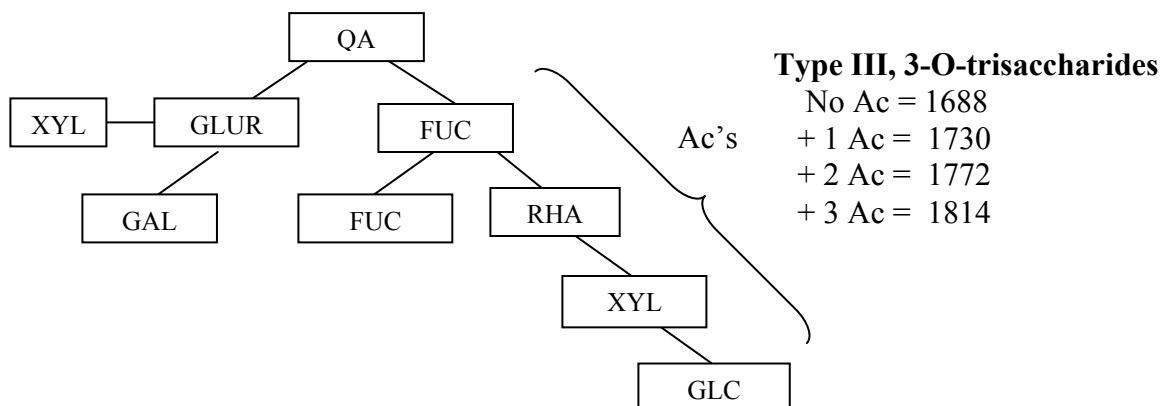 QA
Type III, 3-O-trisaccharides
XYL
GLUR
FUC
Ac’s
No Ac = 1688
+ 1 Ac = 1730
+ 2 Ac = 1772
+ 3 Ac = 1814
GAL
FUC
RHA
XYL
GLC